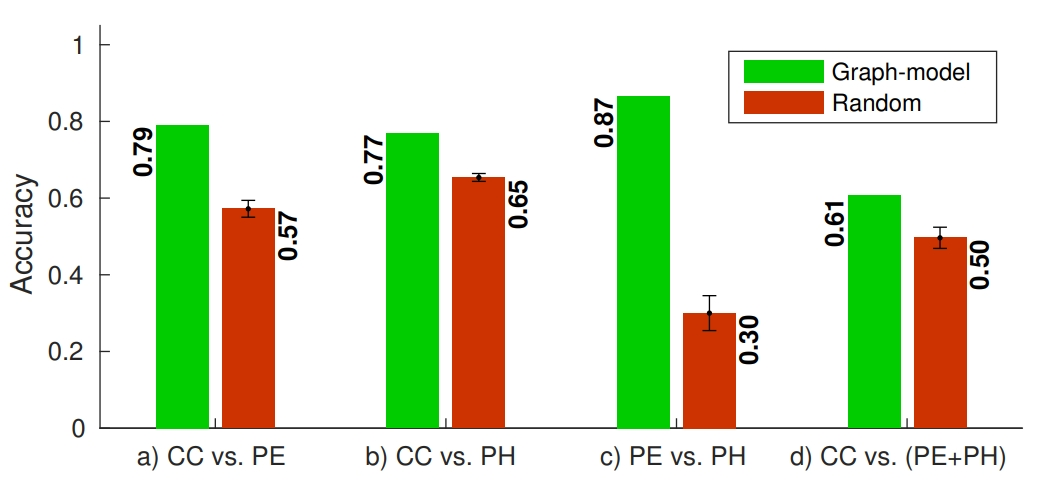 1
0.8
0.6
0.4
0.2
0
Accuracy
Graph-model
Random
0.79
0.57
0.77
0.65
0.87
0.30
0.61
0.50
a) CC vs. PE
b) CC vs. PH
c) PE vs. PH
d) CC vs. (PE+PH)